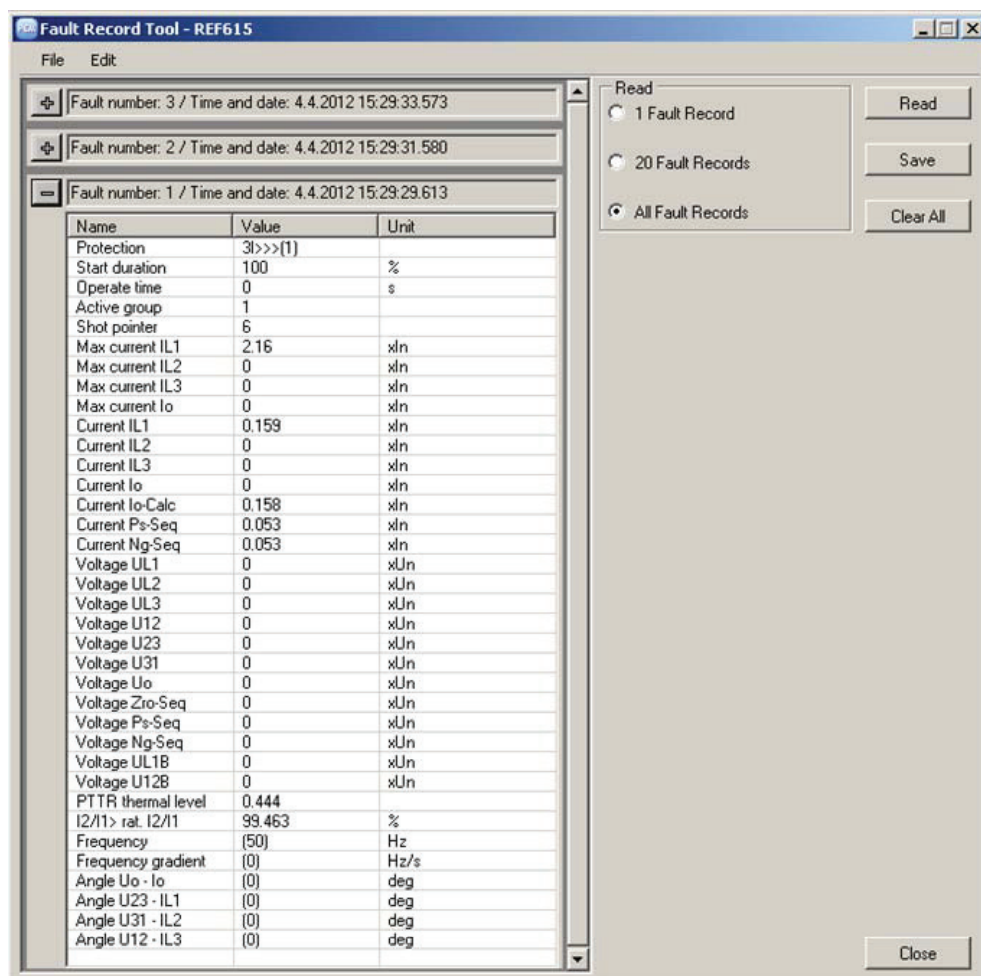 Fault Record Tool - REF615
File Edit
Fault number: 3 / Time and date: 4.4.2012 15:29:33.573
Fault number: 2 / Time and date: 4.4.2012 15:29:31.580
Fault number: 1 / Time and date: 4.4.2012 15:29:29.613
Name Value Unit
Protection 3I>>>(1)
Start duration 100 %
Operate time 0 s
Active group 1
Shot pointer 6
Max current IL1 2.16 xIn
Max current IL2 0 xIn
Max current IL3 0 xIn
Max current Io 0 xIn
Current IL1 0.159 xIn
Current IL2 0 xIn
Current IL3 0 xIn
Current Io 0 xIn
Current Io-Calc 0.158 xIn
Current Ps-Seq 0.053 xIn
Current Ng-Seq 0.053 xIn
Voltage UL1 0 xUn
Voltage UL2 0 xUn
Voltage UL3 0 xUn
Voltage U12 0 xUn
Voltage U23 0 xUn
Voltage U31 0 xUn
Voltage Uo 0 xUn
Voltage Zro-Seq 0 xUn
Voltage Ps-Seq 0 xUn
Voltage Ng-Seq 0 xUn
Voltage UL1B 0 xUn
Voltage U12B 0 xUn
PTTR thermal level 0.444
I2/I1> rat. I2/I1 99.463 %
Frequency (50) Hz
Frequency gradient (0) Hz/s
Angle Uo - Io (0) deg
Angle U23 - IL1 (0) deg
Angle U31 - IL2 (0) deg
Angle U12 - IL3 (0) deg
Read
1 Fault Record
20 Fault Records
All Fault Records
Read
Save
Clear All
Close